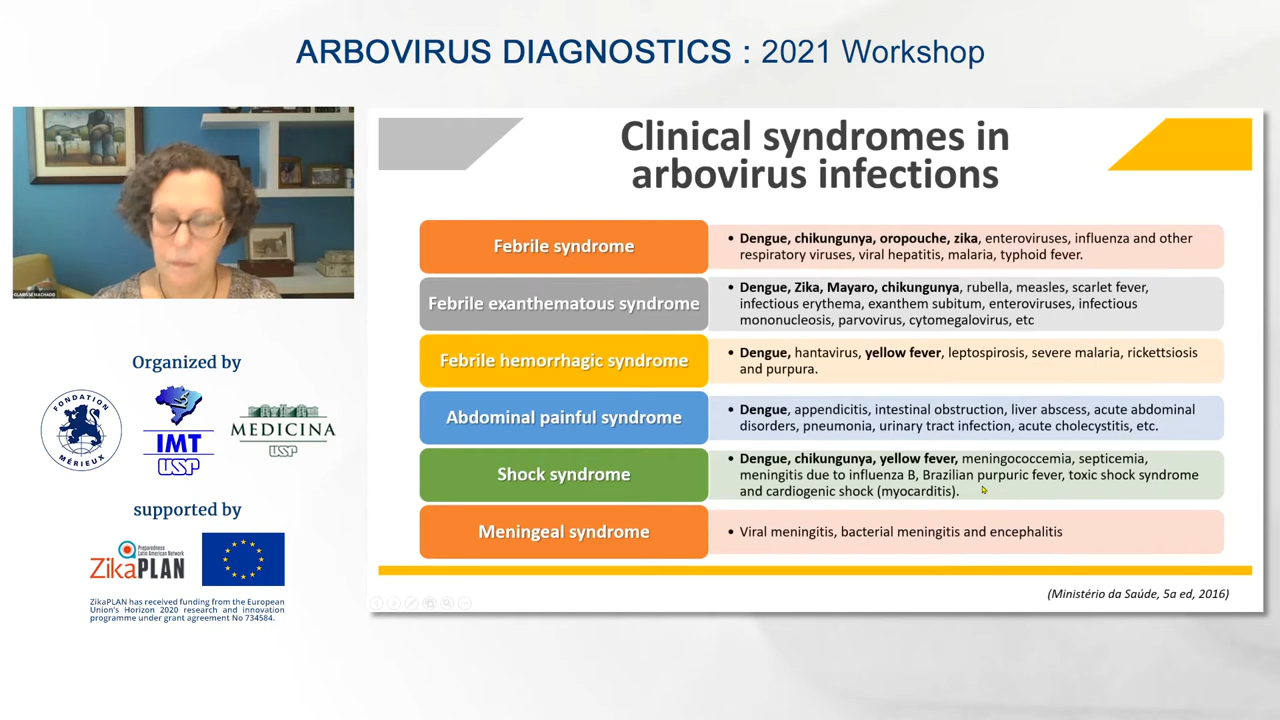 ARBOVIRUS DIAGNOSTICS : 2021 Workshop
CLARISSE MACHADO
Organized by
FONDATION
MÉRIEUX
IMT
USP
MEDICINA
USP
supported by
Preparedness
Latin American Network
ZikaPLAN
ZikaPLAN has received funding from the European
Union's Horizon 2020 research and innovation
programme under grant agreement No 734584.
Clinical syndromes in
arbovirus infections
Febrile syndrome
• Dengue, chikungunya, oropouche, zika, enteroviruses, influenza and other
respiratory viruses, viral hepatitis, malaria, typhoid fever.
Febrile exanthematous syndrome
• Dengue, Zika, Mayaro, chikungunya, rubella, measles, scarlet fever,
infectious erythema, exanthem subitum, enteroviruses, infectious
mononucleosis, parvovirus, cytomegalovirus, etc
Febrile hemorrhagic syndrome
• Dengue, hantavirus, yellow fever, leptospirosis, severe malaria, rickettsiosis
and purpura.
Abdominal painful syndrome
• Dengue, appendicitis, intestinal obstruction, liver abscess, acute abdominal
disorders, pneumonia, urinary tract infection, acute cholecystitis, etc.
Shock syndrome
• Dengue, chikungunya, yellow fever, meningococcemia, septicemia,
meningitis due to influenza B, Brazilian purpuric fever, toxic shock syndrome
and cardiogenic shock (myocarditis).
Meningeal syndrome
• Viral meningitis, bacterial meningitis and encephalitis
(Ministério da Saúde, 5a ed, 2016)